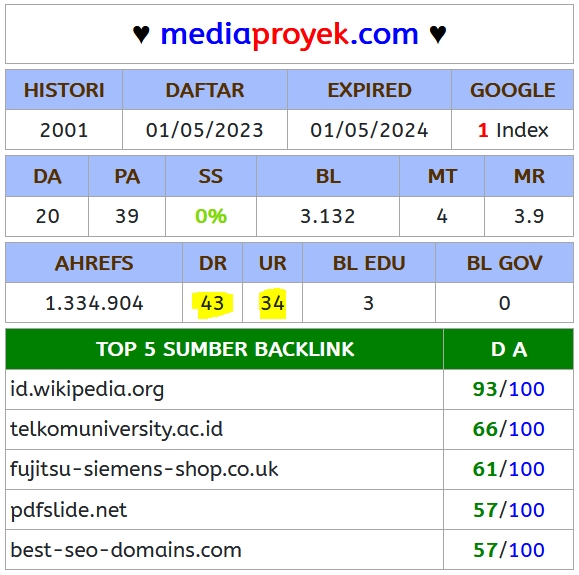 ♥ mediaproyek.com ♥
HISTORI DAFTAR EXPIRED GOOGLE
2001 01/05/2023 01/05/2024 1 Index
DA PA SS BL MT MR
20 39 0% 3.132 4 3.9
AHREFS DR UR BL EDU BL GOV
1.334.904 43 34 3 0
TOP 5 SUMBER BACKLINK D A
id.wikipedia.org 93/100
telkomuniversity.ac.id 66/100
fujitsu-siemens-shop.co.uk 61/100
pdfslide.net 57/100
best-seo-domains.com 57/100